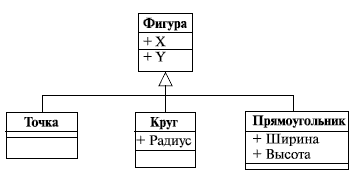 Фигура
+ X
+ Y
Точка
Круг
+ Радиус
Прямоугольник
+ Ширина
+ Высота